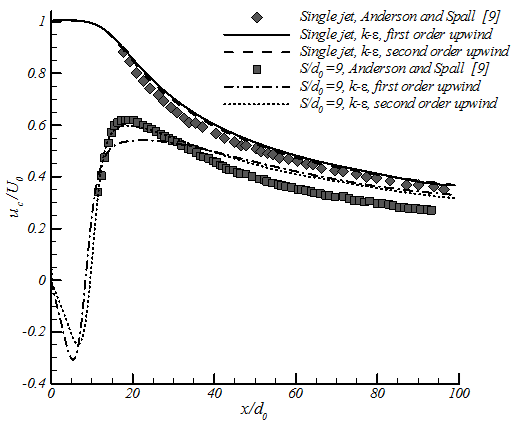 Single jet, Anderson and Spall [9]
Single jet, k-ε, first order upwind
Single jet, k-ε, second order upwind
S/d0=9, Anderson and Spall [9]
S/d0=9, k-ε, first order upwind
S/d0=9, k-ε, second order upwind
1
0.8
0.6
0.4
0.2
0
-0.2
-0.4
uc/U0
0 20 40 60 80 100
x/d0